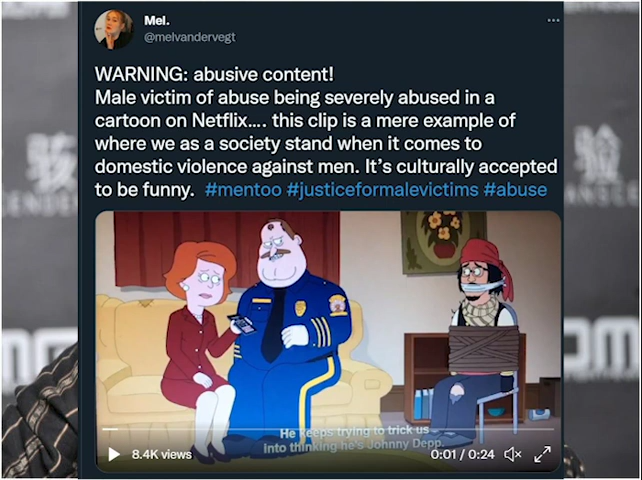 Mel.
@melvandervegt
WARNING: abusive content!
Male victim of abuse being severely abused in a
cartoon on Netflix…. this clip is a mere example of
where we as a society stand when it comes to
domestic violence against men. It’s culturally accepted
to be funny. #mentoo #justiceformalevictims #abuse
He keeps trying to trick us
into thinking he's Johnny Depp.
8.4K views
0:01 / 0:24